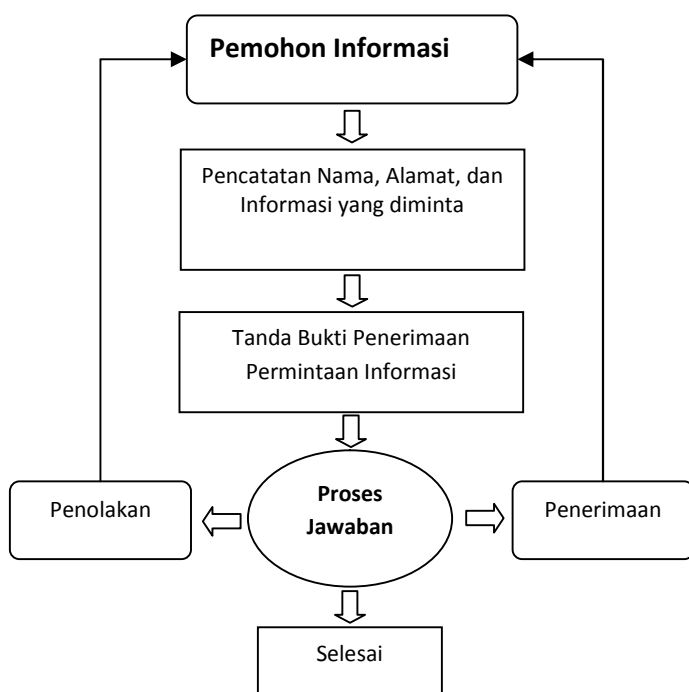 Pemohon Informasi
Pencatatan Nama, Alamat, dan
Informasi yang diminta
Tanda Bukti Penerimaan
Permintaan Informasi
Penolakan
Proses
Jawaban
Penerimaan
Selesai